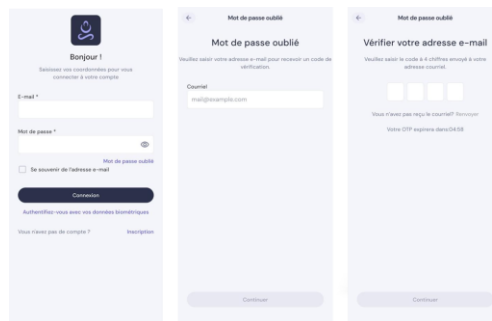 Bonjour !
Saisissez vos coordonnées pour vous
connecter à votre compte
E-mail *
Mot de passe *
Mot de passe oublié
Se souvenir de l'adresse e-mail
Connexion
Authentifiez-vous avec vos données biométriques
Vous n'avez pas de compte ?
Inscription
Mot de passe oublié
Mot de passe oublié
Veuillez saisir votre adresse e-mail pour recevoir un code de
vérification.
Courriel
mail@example.com
Continuer
Mot de passe oublié
Vérifier votre adresse e-mail
Veuillez saisir le code à 4 chiffres envoyé à votre
adresse courriel.
Vous n'avez pas reçu le courriel? Renvoyer
Votre OTP expirera dans 04:58
Continuer